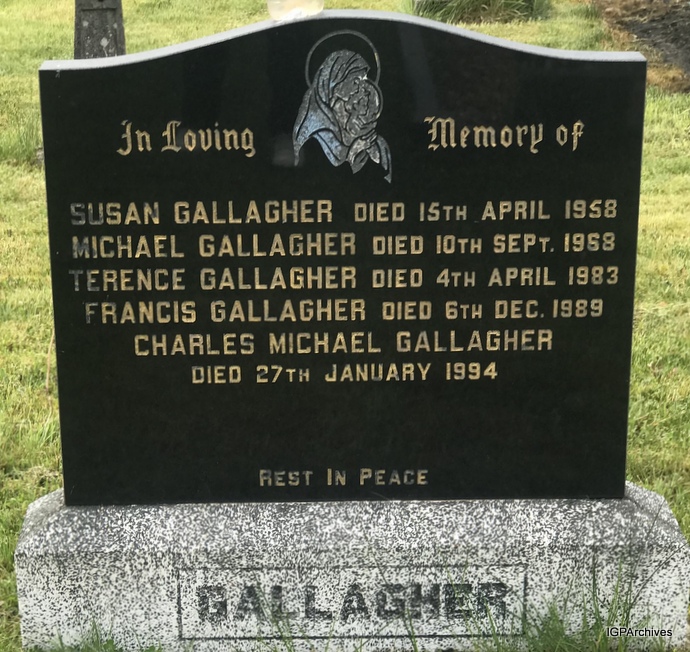 In Loving Memory of
SUSAN GALLAGHER DIED 15TH APRIL 1958
MICHAEL GALLAGHER DIED 10TH SEPT. 1968
TERENCE GALLAGHER DIED 4TH APRIL 1983
FRANCIS GALLAGHER DIED 6TH DEC. 1989
CHARLES MICHAEL GALLAGHER
DIED 27TH JANUARY 1994
REST IN PEACE
GALLAGHER
IGPArchives